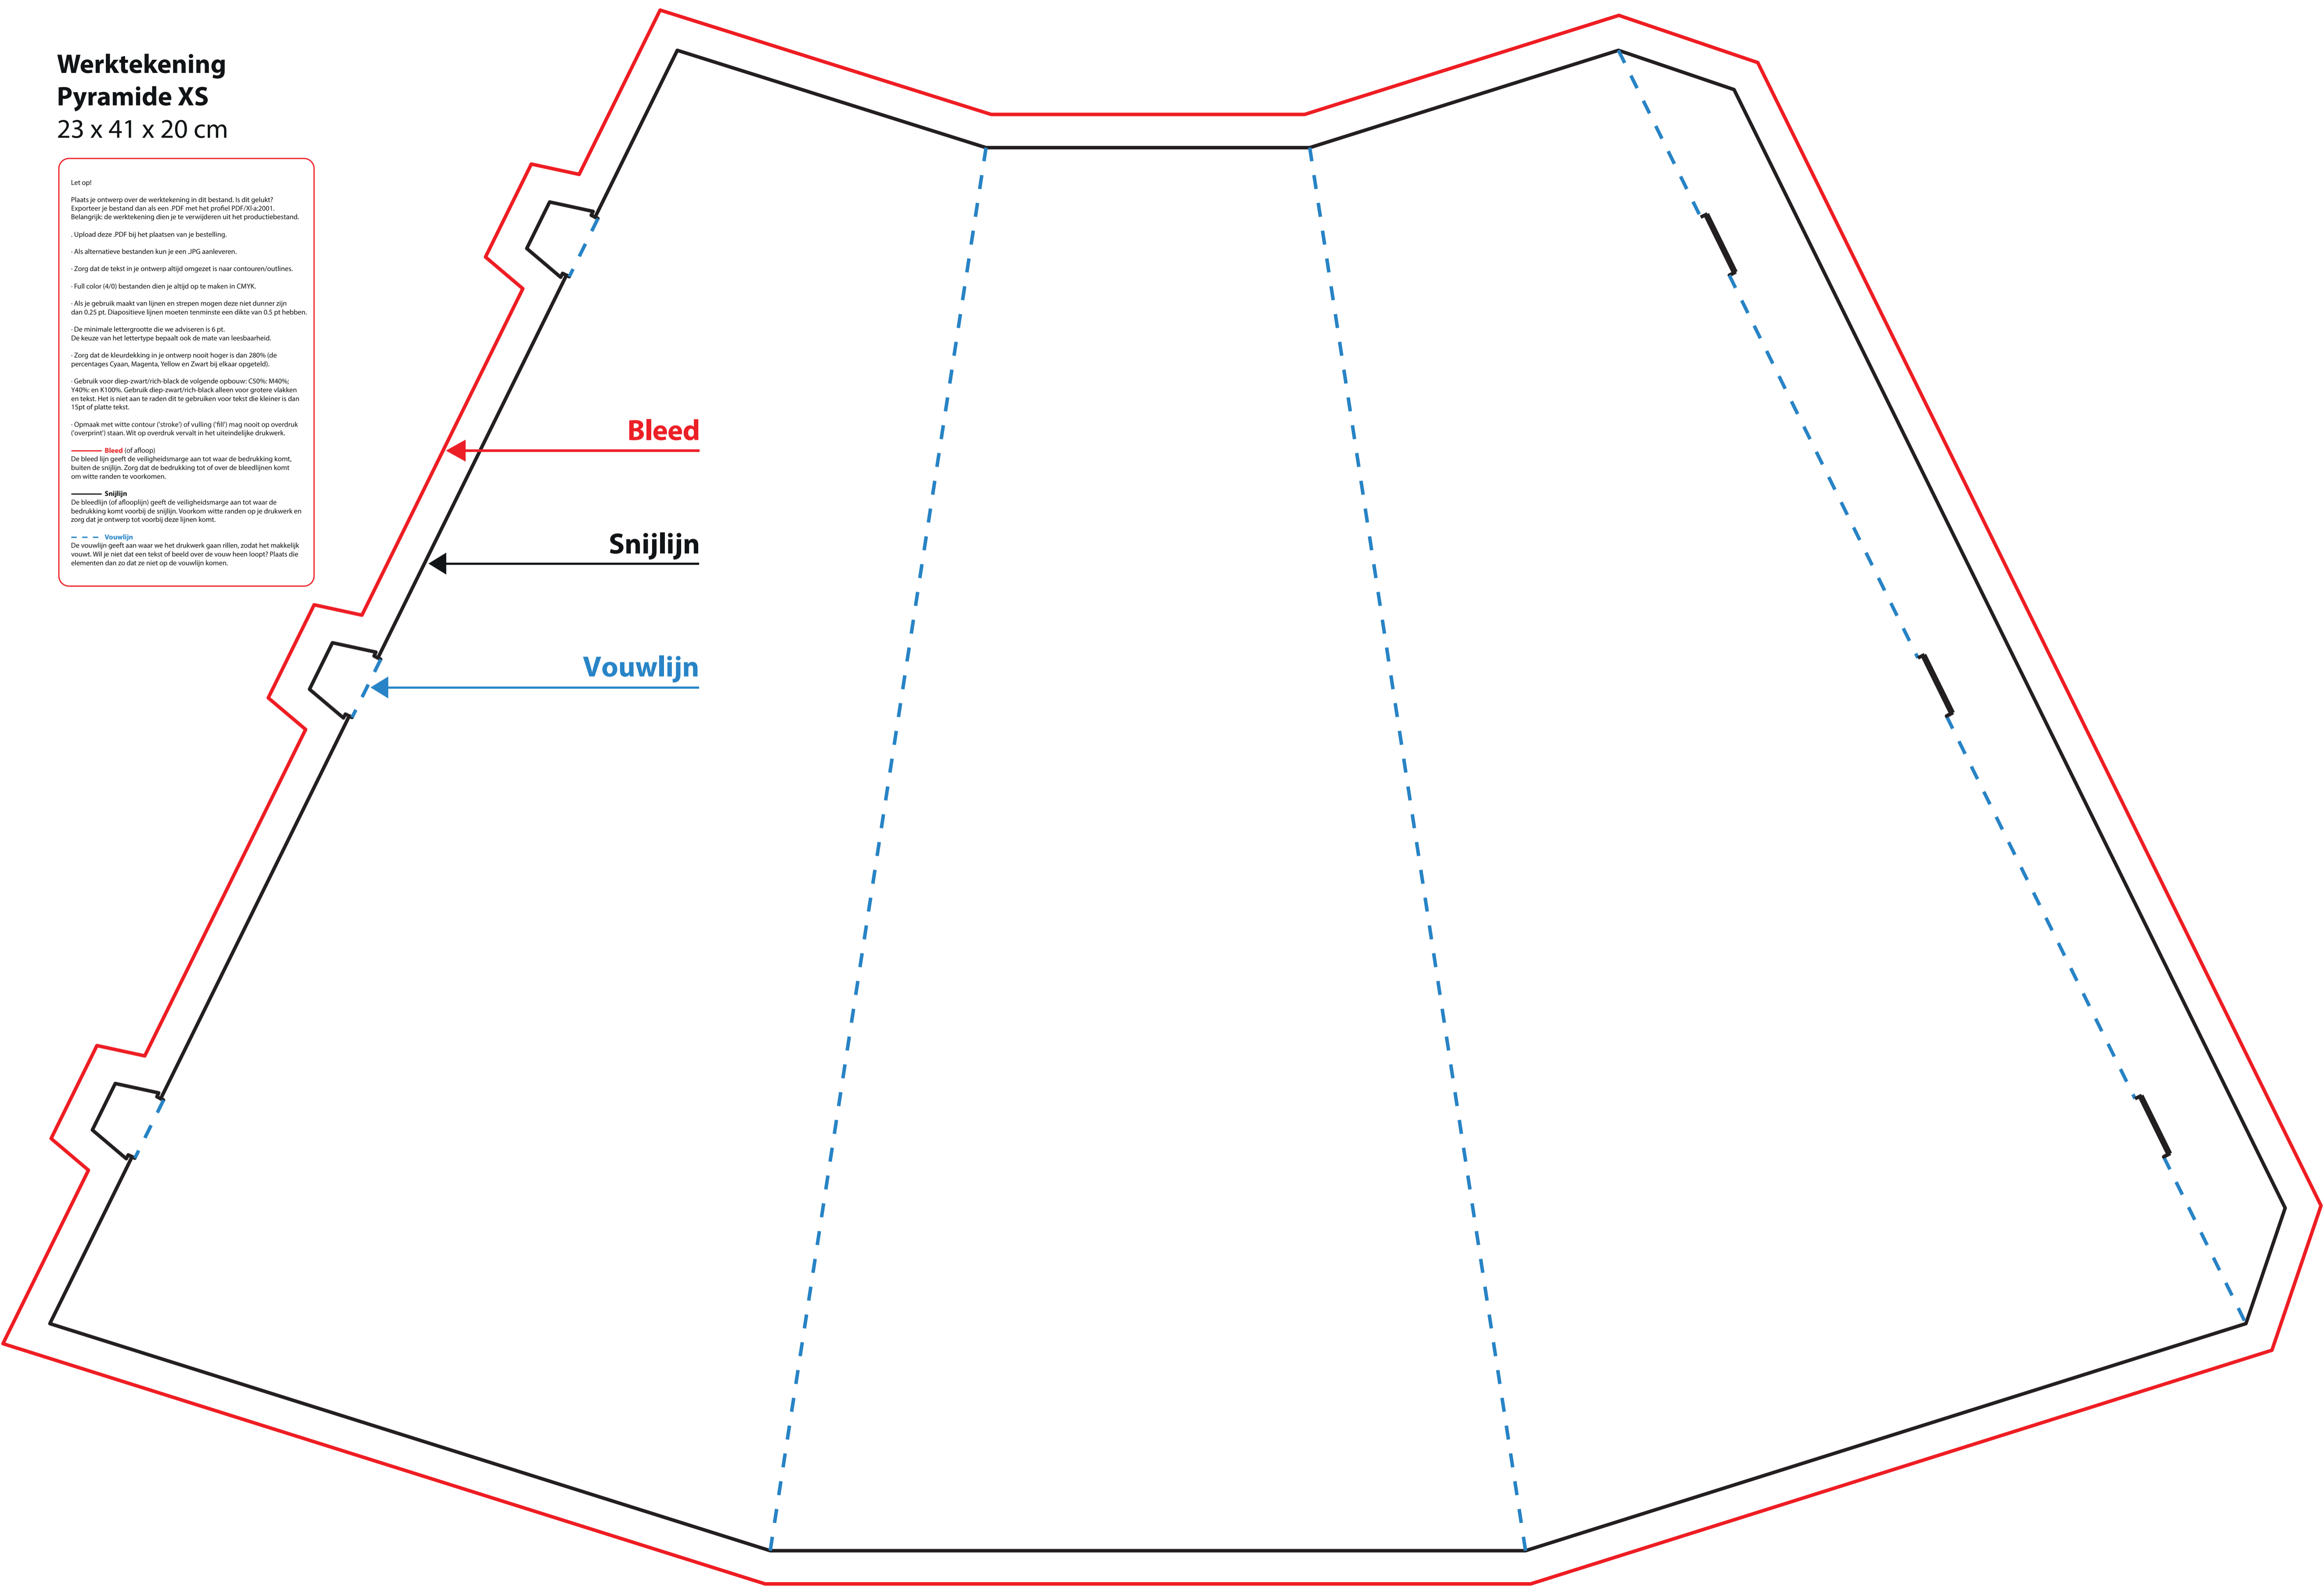 Werktekening
Pyramide XS
23 x 41 x 20 cm
Let op!
Plaats je ontwerp over de werktekening in dit bestand. Is dit gelukt?
Exporteer je bestand dan als een .PDF met het profiel PDF/XI-a:2001.
Belangrijk: de werktekening dien je te verwijderen uit het productiebestand.
. Upload deze .PDF bij het plaatsen van je bestelling.
· Als alternatieve bestanden kun je een .JPG aanleveren.
· Zorg dat de tekst in je ontwerp altijd omgezet is naar contouren/outlines.
· Full color (4/0) bestanden dien je altijd op te maken in CMYK.
· Als je gebruik maakt van lijnen en strepen mogen deze niet dunner zijn
dan 0.25 pt. Diapositieve lijnen moeten tenminste een dikte van 0.5 pt hebben.
· De minimale lettergrootte die we adviseren is 6 pt.
De keuze van het lettertype bepaalt ook de mate van leesbaarheid.
· Zorg dat de kleurdekking in je ontwerp nooit hoger is dan 280% (de
percentages Cyaan, Magenta, Yellow en Zwart bij elkaar opgeteld).
· Gebruik voor diep-zwart/rich-black de volgende opbouw: C50%: M40%;
Y40%: en K100%. Gebruik diep-zwart/rich-black alleen voor grotere vlakken
en tekst. Het is niet aan te raden dit te gebruiken voor tekst die kleiner is dan
15pt of platte tekst.
· Opmaak met witte contour ('stroke') of vulling ('fill') mag nooit op overdruk
('overprint') staan. Wit op overdruk vervalt in het uiteindelijke drukwerk.
Bleed (of afloop)
De bleed lijn geeft de veiligheidsmarge aan tot waar de bedrukking komt,
buiten de snijlijn. Zorg dat de bedrukking tot of over de bleedlijnen komt
om witte randen te voorkomen.
Snijlijn
De bleedlijn (of aflooplijn) geeft de veiligheidsmarge aan tot waar de
bedrukking komt voorbij de snijlijn. Voorkom witte randen op je drukwerk en
zorg dat je ontwerp tot voorbij deze lijnen komt.
Vouwlijn
De vouwlijn geeft aan waar we het drukwerk gaan rillen, zodat het makkelijk
vouwt. Wil je niet dat een tekst of beeld over de vouw heen loopt? Plaats die
elementen dan zo dat ze niet op de vouwlijn komen.
Bleed
Snijlijn
Vouwlijn